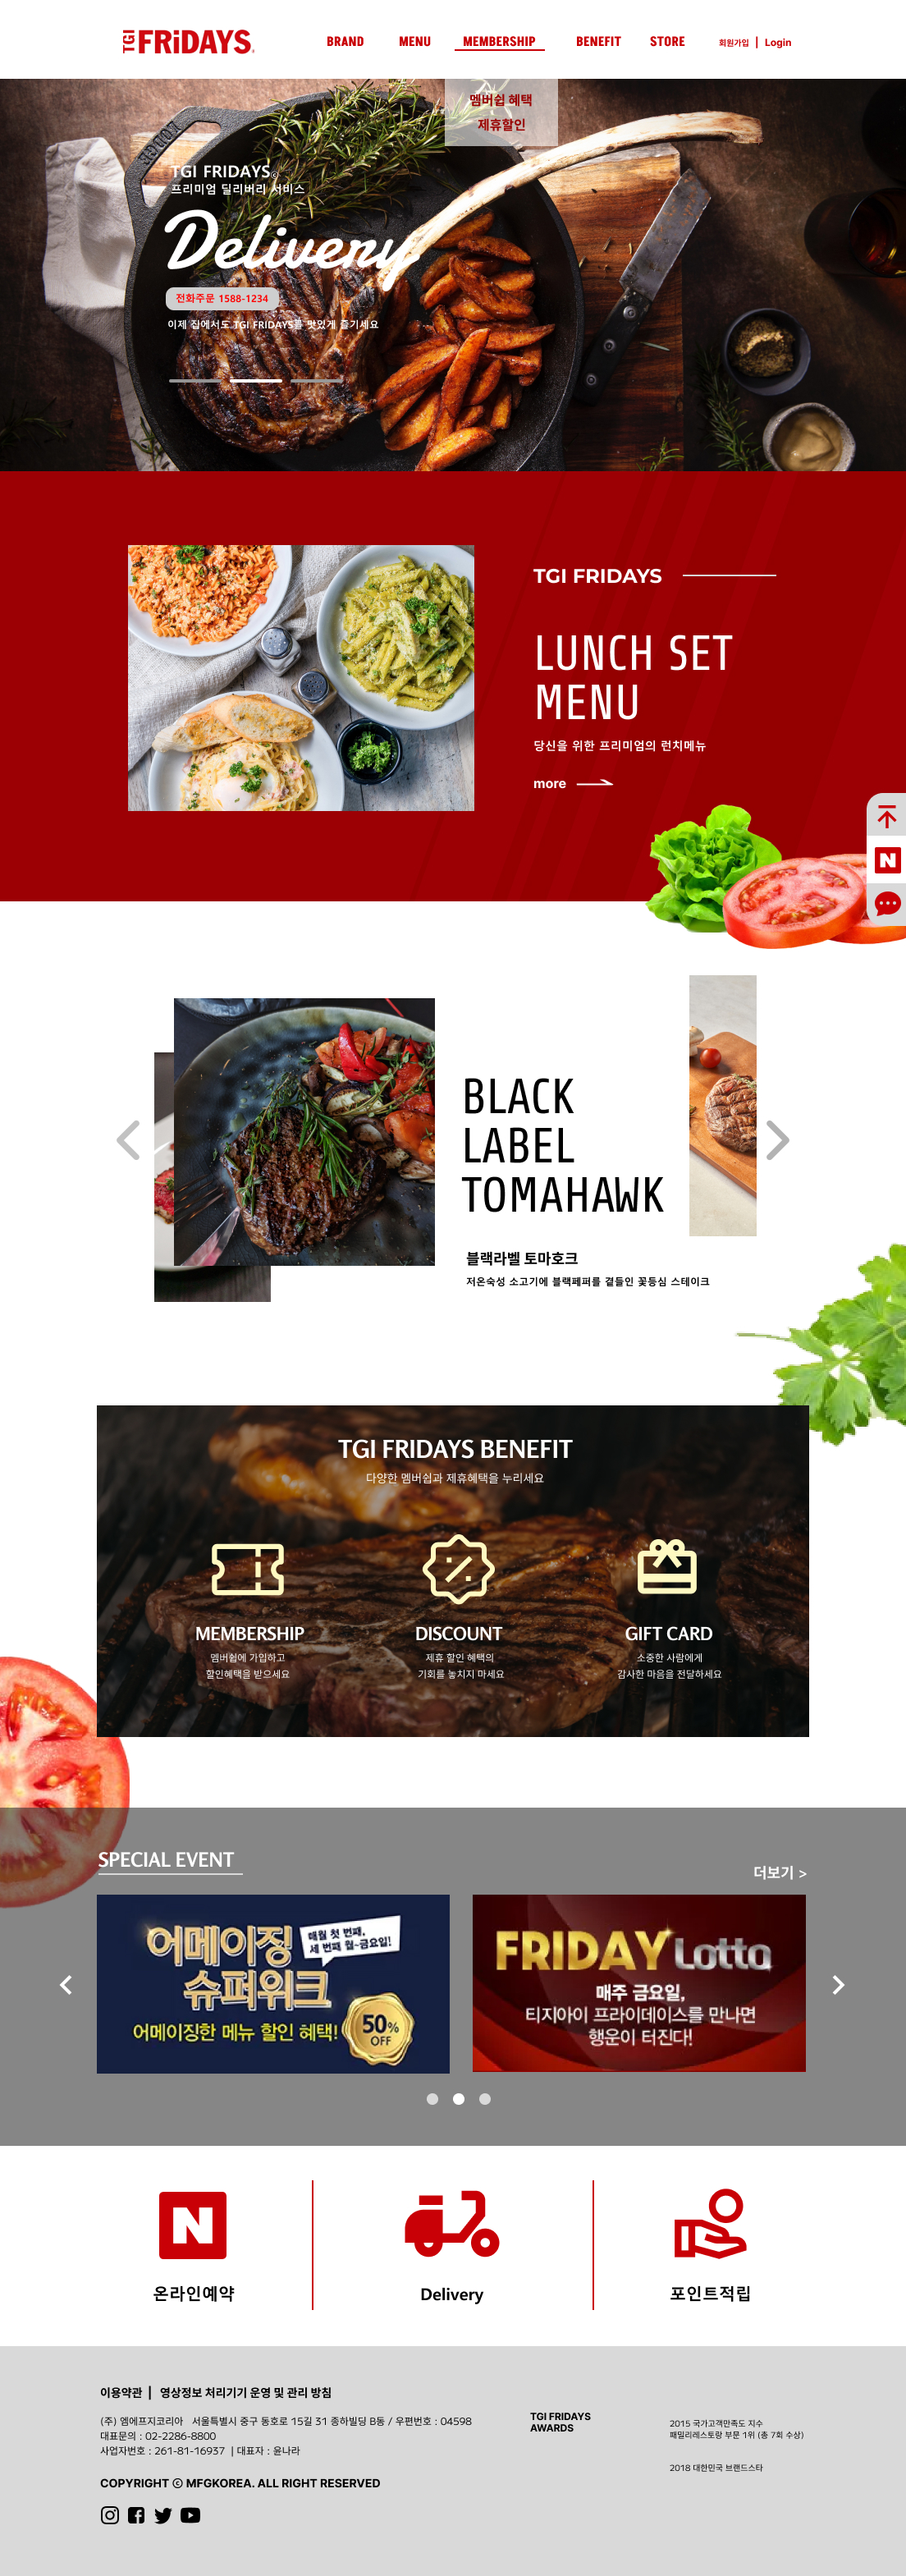 TGI FRiDAYS®
BRAND
MENU
MEMBERSHIP
BENEFIT
STORE
회원가입 | Login
멤버쉽 혜택
제휴할인
TGI FRIDAYS©
프리미엄 딜리버리 서비스
Delivery
전화주문 1588-1234
이제 집에서도 TGI FRIDAYS를 맛있게 즐기세요
TGI FRIDAYS
LUNCH SET
MENU
당신을 위한 프리미엄의 런치메뉴
more
N
BLACK
LABEL
TOMAHAWK
블랙라벨 토마호크
저온숙성 소고기에 블랙페퍼를 곁들인 꽃등심 스테이크
TGI FRIDAYS BENEFIT
다양한 멤버쉽과 제휴혜택을 누리세요
MEMBERSHIP
멤버쉽에 가입하고
할인혜택을 받으세요
DISCOUNT
제휴 할인 혜택의
기회를 놓치지 마세요
GIFT CARD
소중한 사람에게
감사한 마음을 전달하세요
SPECIAL EVENT
더보기 >
어메이징
슈퍼위크
매월 첫 번째,
세 번째 월~금요일!
어메이징한 메뉴 할인 혜택!
50%
OFF
FRIDAY Lotto
매주 금요일,
티지아이 프라이데이스를 만나면
행운이 터진다!
N
온라인예약
Delivery
포인트적립
이용약관 | 영상정보 처리기기 운영 및 관리 방침
(주) 엠에프지코리아 서울특별시 중구 동호로 15길 31 종하빌딩 B동 / 우편번호 : 04598
대표문의 : 02-2286-8800
사업자번호 : 261-81-16937 | 대표자 : 윤나라
COPYRIGHT ⓒ MFGKOREA. ALL RIGHT RESERVED
TGI FRIDAYS
AWARDS
2015 국가고객만족도 지수
패밀리레스토랑 부문 1위 (총 7회 수상)
2018 대한민국 브랜드스타